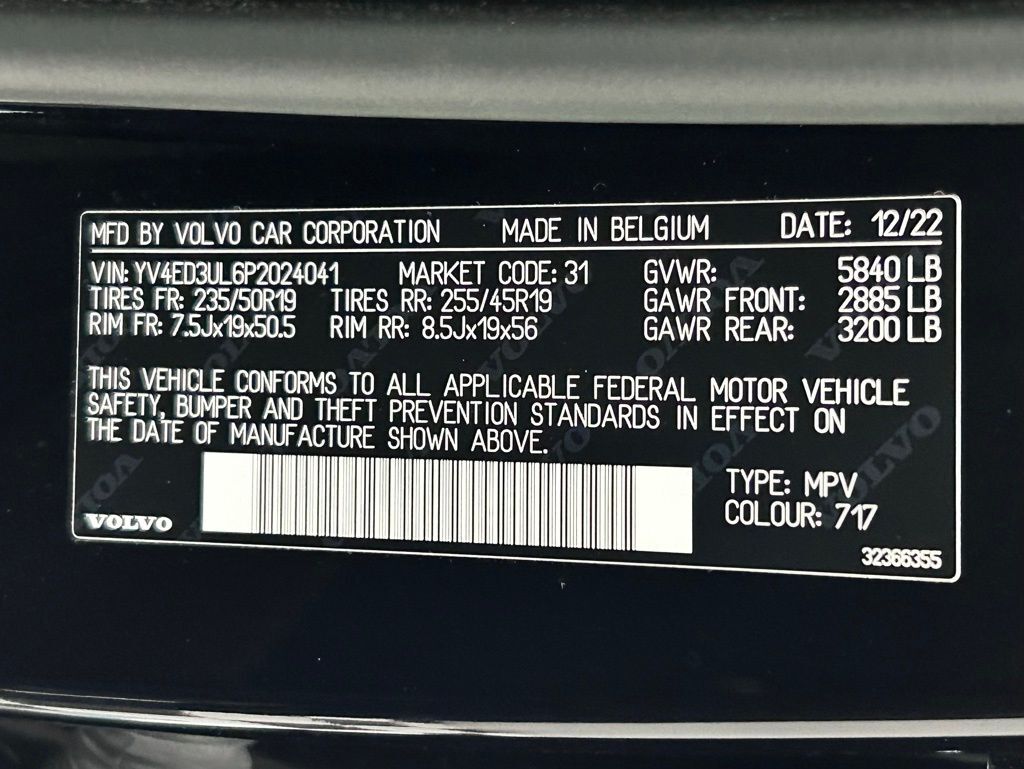 MFD BY VOLVO CAR CORPORATION MADE IN BELGIUM DATE: 12/22
VIN: YV4ED3UL6P2024041 MARKET CODE: 31 GVWR: 5840 LB
TIRES FR: 235/50R19 TIRES RR: 255/45R19 GAWR FRONT: 2885 LB
RIM FR: 7.5Jx19x50.5 RIM RR: 8.5Jx19x56 GAWR REAR: 3200 LB
THIS VEHICLE CONFORMS TO ALL APPLICABLE FEDERAL MOTOR VEHICLE
SAFETY, BUMPER AND THEFT PREVENTION STANDARDS IN EFFECT ON
THE DATE OF MANUFACTURE SHOWN ABOVE.
TYPE: MPV
COLOUR: 717
VOLVO
32366355